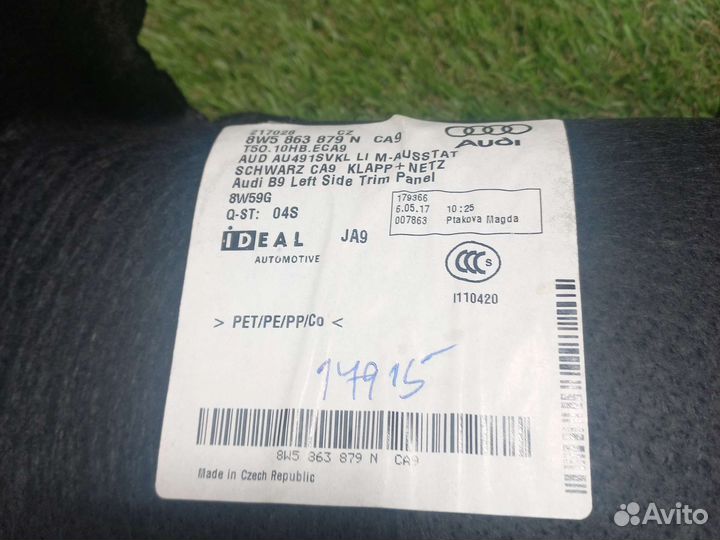 217028 CZ
8W5 863 879 N CA9
T50.10HB.ECA9
AUD AU491SVKL LI M-AUSSTAT
SCHWARZ CA9 KLAPP+NETZ
Audi B9 Left Side Trim Panel
8W59G
Q-ST: 04S
Audi
179366
6.05.17 10:25
007863 Ptakova Magda
IDEAL
AUTOMOTIVE
JA9
CCC S
I110420
> PET/PE/PP/Co <
17915
8W5 863 879 N CA9
Made in Czech Republic
Avito